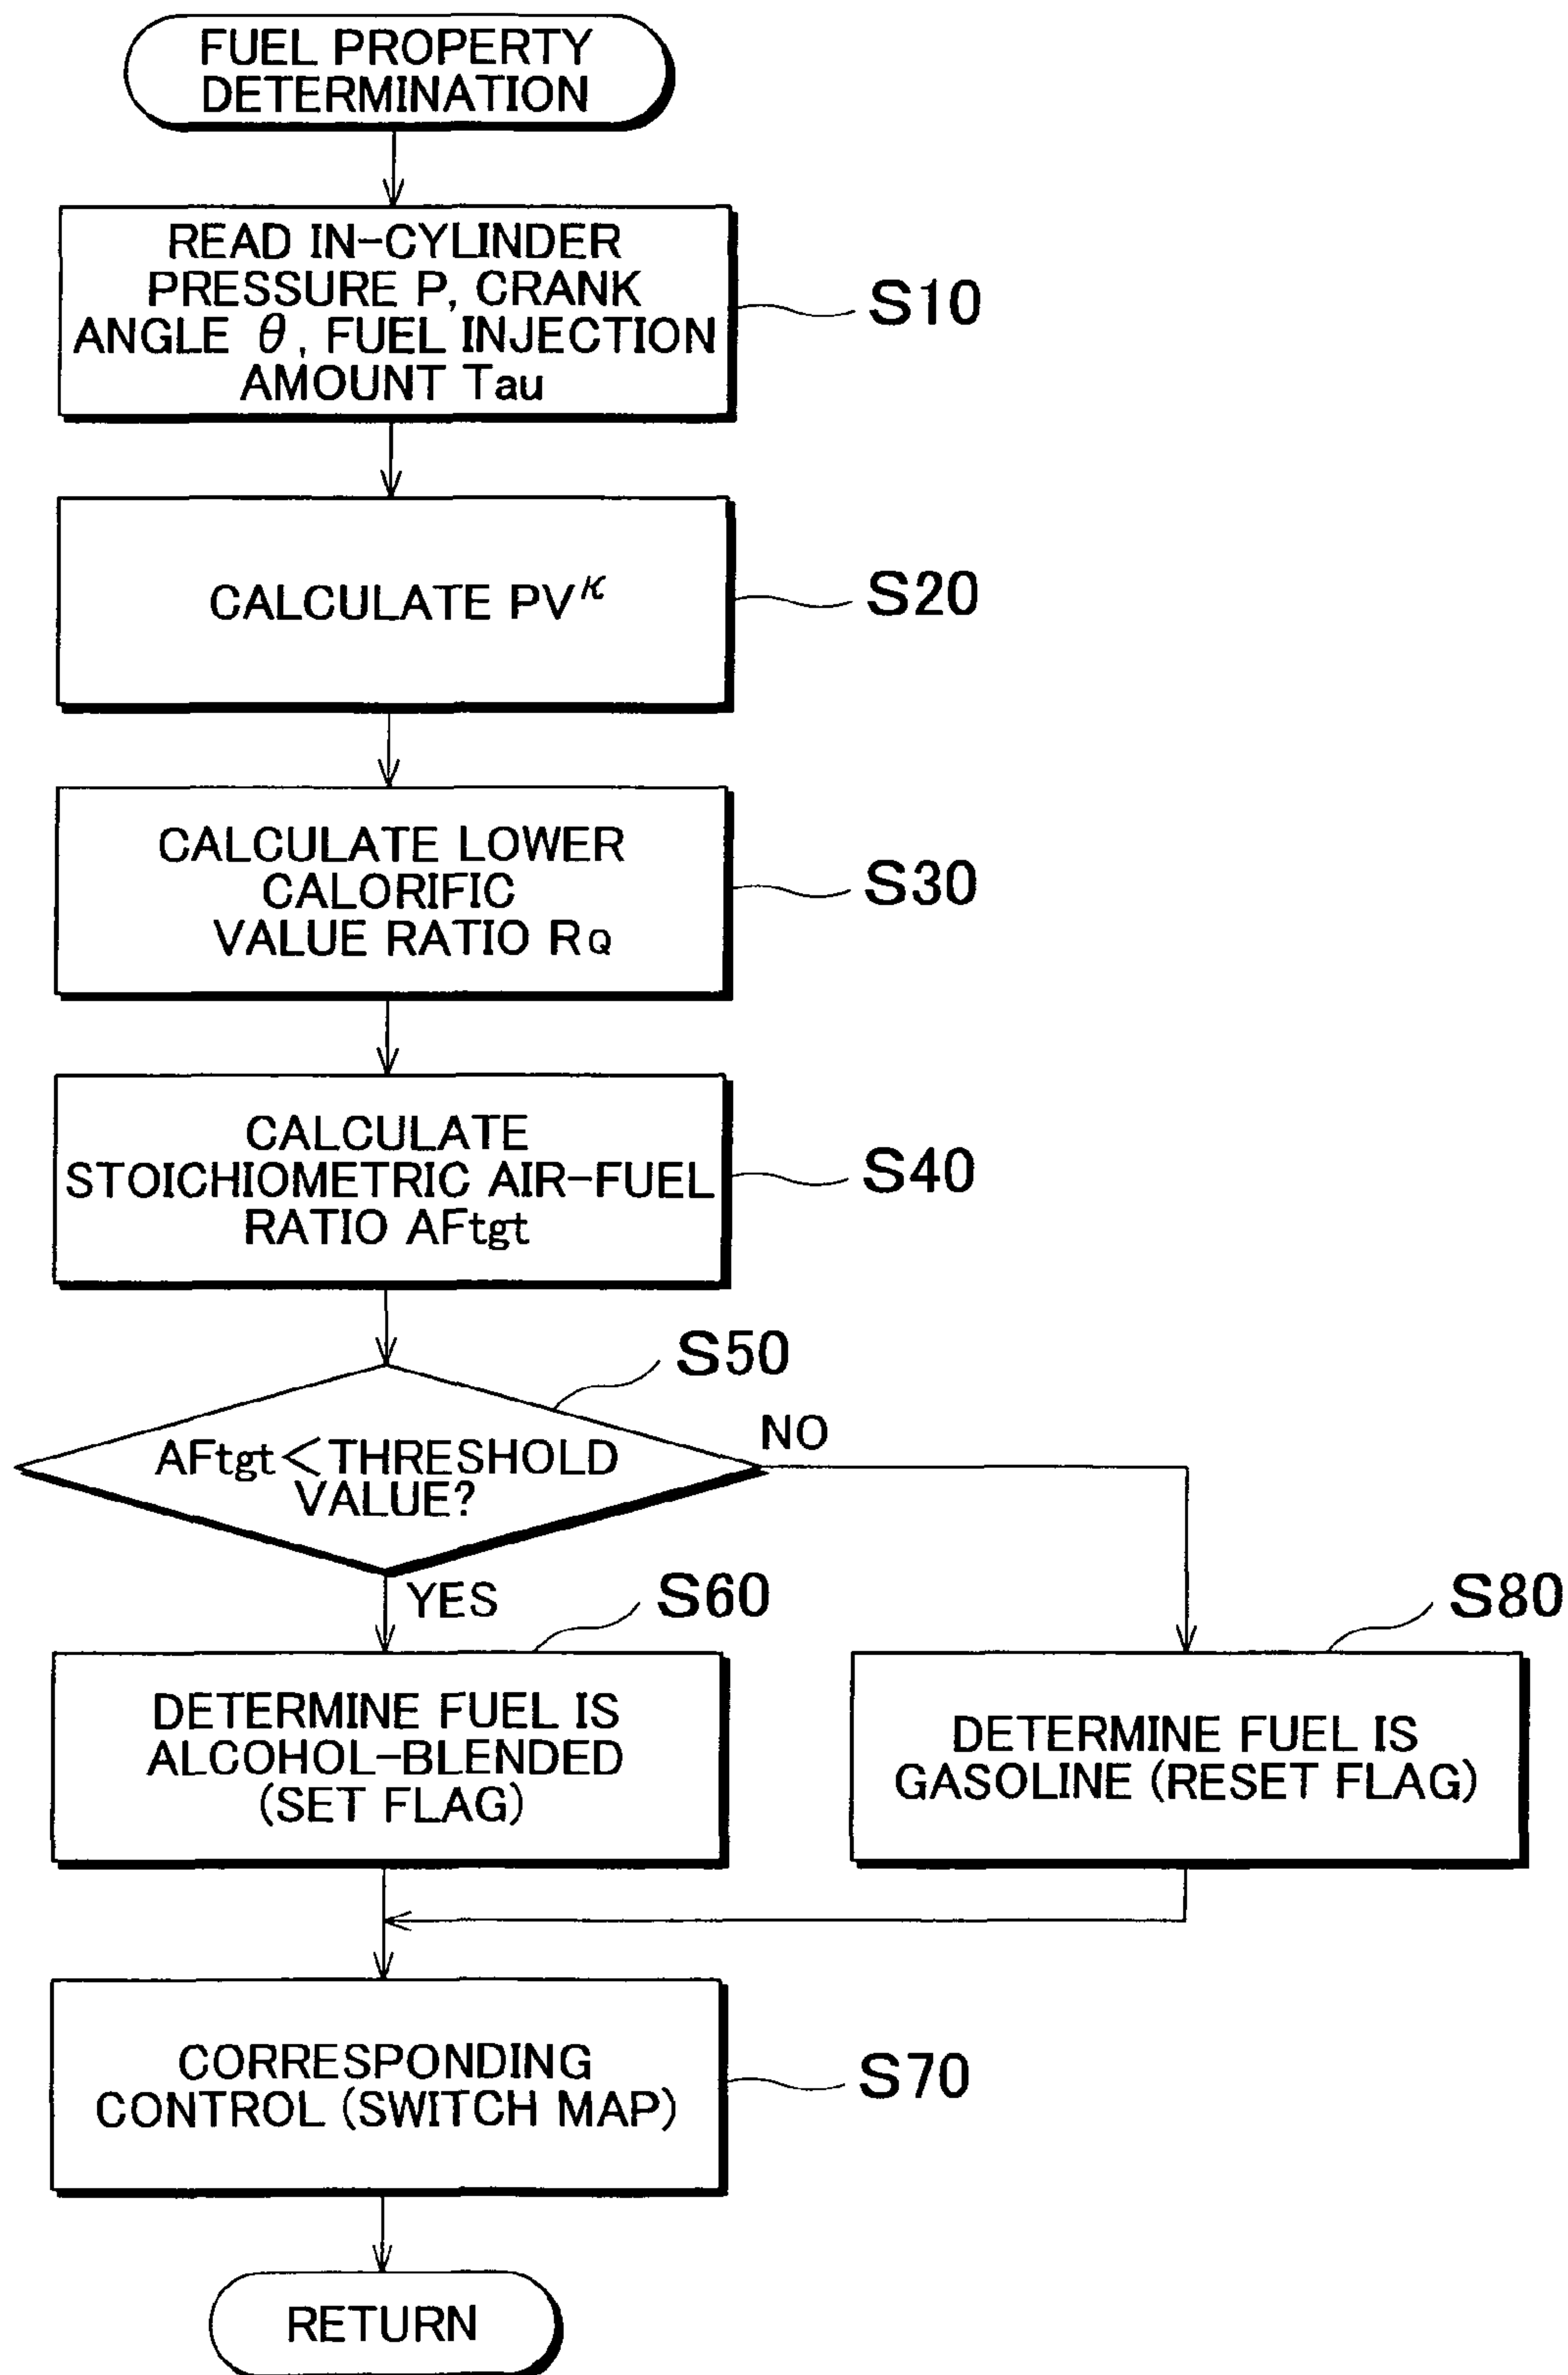 FUEL PROPERTY
DETERMINATION
READ IN-CYLINDER
PRESSURE P, CRANK
ANGLE θ, FUEL INJECTION
AMOUNT Tau
S10
CALCULATE PV^κ
S20
CALCULATE LOWER
CALORIFIC
VALUE RATIO RQ
S30
CALCULATE
STOICHIOMETRIC AIR-FUEL
RATIO AFtgt
S40
S50
AFtgt<THRESHOLD
VALUE?
NO
YES
S60
DETERMINE FUEL IS
ALCOHOL-BLENDED
(SET FLAG)
S80
DETERMINE FUEL IS
GASOLINE (RESET FLAG)
CORRESPONDING
CONTROL (SWITCH MAP)
S70
RETURN